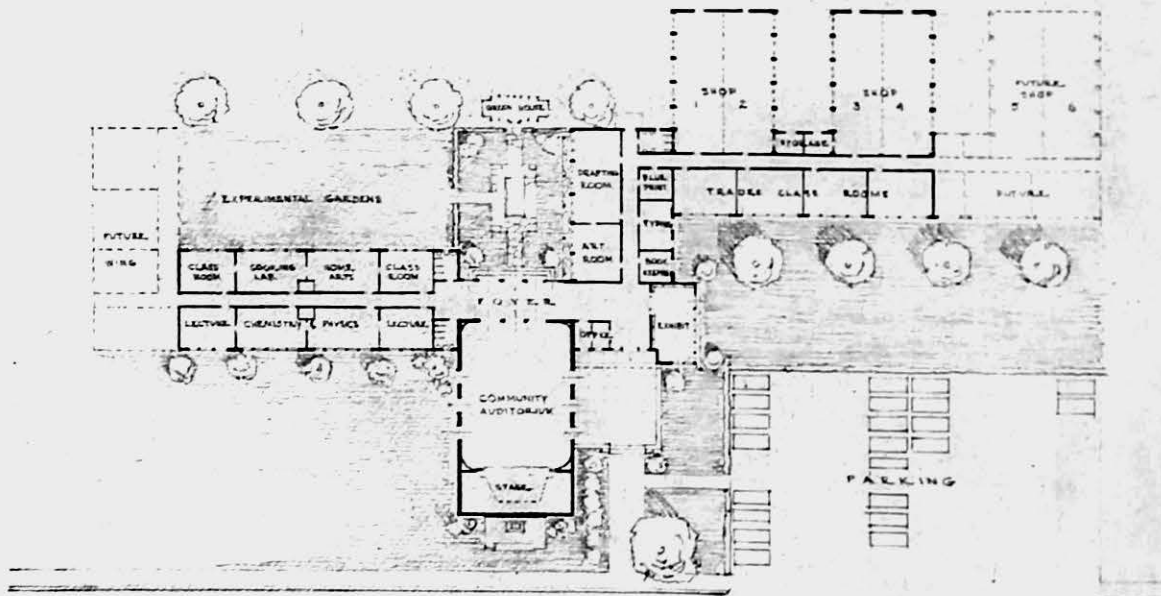 SHOP
1 2
SHOP
3 4
FUTURE
SHOP
5 6
GREEN HOUSE
STORAGE
DRAFTING
ROOM
BLUE
PRINT
TRADES CLASS ROOMS
FUTURE
EXPERIMENTAL GARDENS
TYPING
FUTURE
WING
ART
ROOM
BOOK
KEEPING
CLASS
ROOM
COOKING
LAB.
HOME
ARTS
CLASS
ROOM
FOYER
LECTURE
CHEMISTRY
PHYSICS
LECTURE
OFFICE
EXHIBIT
COMMUNITY
AUDITORIUM
STAGE
PARKING